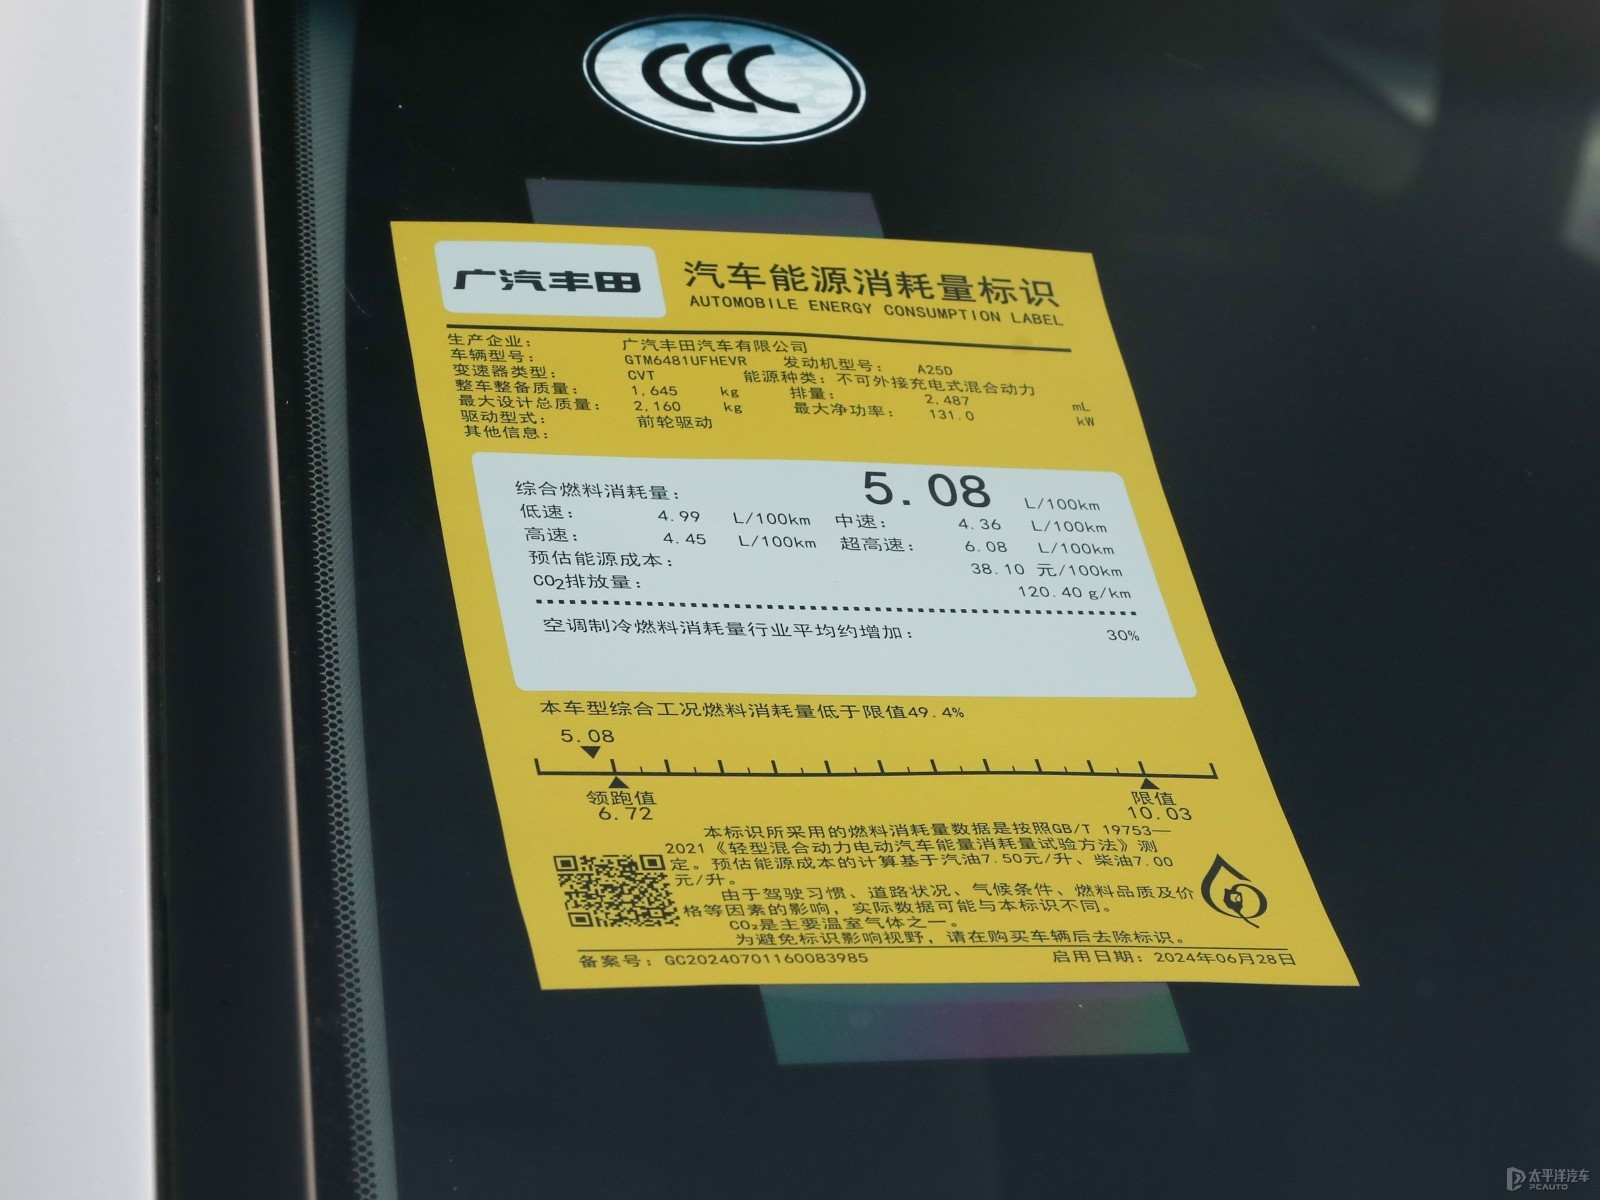 CCC
广汽丰田
汽车能源消耗量标识
AUTOMOBILE ENERGY CONSUMPTION LABEL
生产企业： 广汽丰田汽车有限公司
车辆型号： GTM6481UFHEVR 发动机型号： A25D
变速器类型： CVT 能源种类：不可外接充电式混合动力
整车整备质量： 1,645 kg 排量： 2,487 mL
最大设计总质量： 2,160 kg 最大净功率： 131.0 kW
驱动型式： 前轮驱动
其他信息：
综合燃料消耗量： 5.08 L/100km
低速： 4.99 L/100km 中速： 4.36 L/100km
高速： 4.45 L/100km 超高速： 6.08 L/100km
预估能源成本： 38.10 元/100km
CO₂排放量： 120.40 g/km
空调制冷燃料消耗量行业平均约增加： 30%
本车型综合工况燃料消耗量低于限值49.4%
5.08
领跑值 限值
6.72 10.03
本标识所采用的燃料消耗量数据是按照GB/T 19753—
2021《轻型混合动力电动汽车能量消耗量试验方法》测
定。预估能源成本的计算基于汽油7.50元/升、柴油7.00
元/升。
由于驾驶习惯、道路状况、气候条件、燃料品质及价
格等因素的影响，实际数据可能与本标识不同。
CO₂是主要温室气体之一。
为避免标识影响视野，请在购买车辆后去除标识。
备案号：GC20240701160083985 启用日期：2024年06月28日
太平洋汽车
PCAUTO